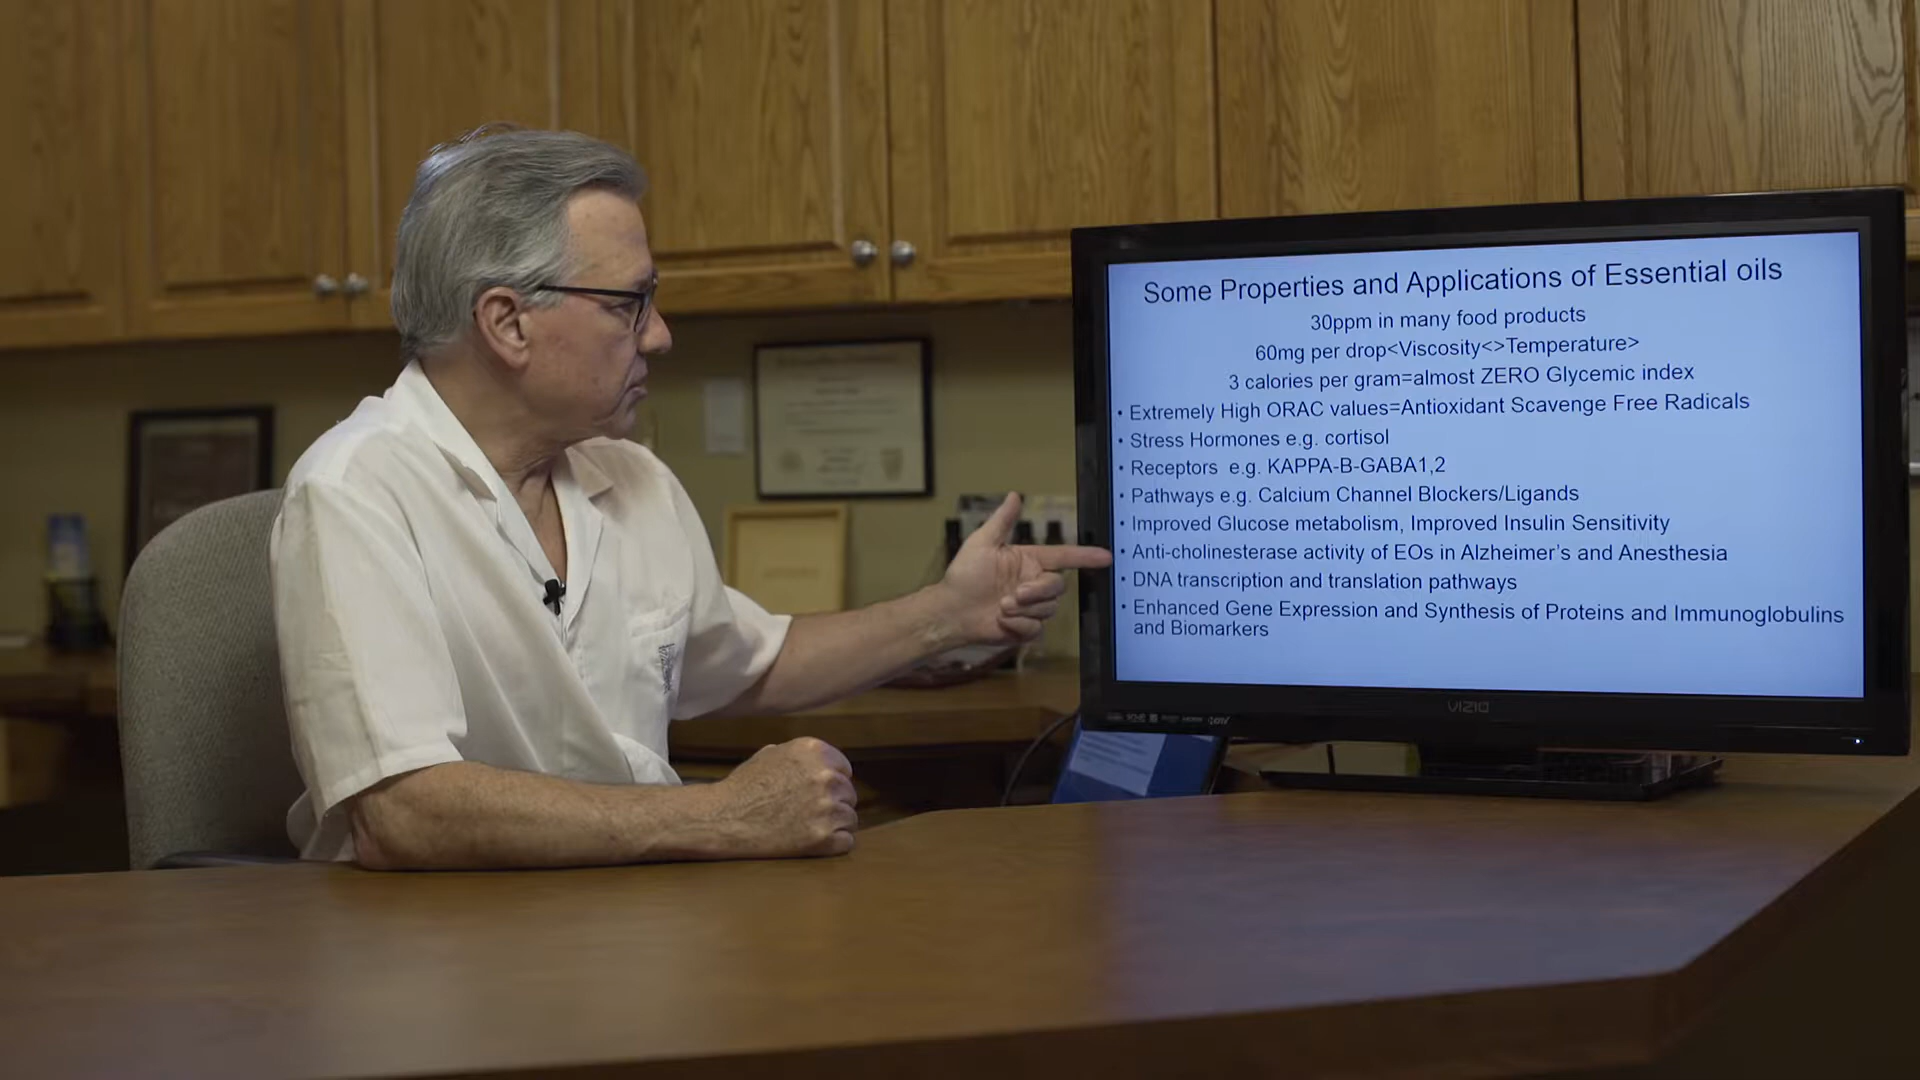 Some Properties and Applications of Essential oils
30ppm in many food products
60mg per drop<Viscosity<>Temperature>
3 calories per gram=almost ZERO Glycemic index
• Extremely High ORAC values=Antioxidant Scavenge Free Radicals
• Stress Hormones e.g. cortisol
• Receptors e.g. KAPPA-B-GABA1,2
• Pathways e.g. Calcium Channel Blockers/Ligands
• Improved Glucose metabolism, Improved Insulin Sensitivity
• Anti-cholinesterase activity of EOs in Alzheimer's and Anesthesia
• DNA transcription and translation pathways
• Enhanced Gene Expression and Synthesis of Proteins and Immunoglobulins
and Biomarkers
VIZIO